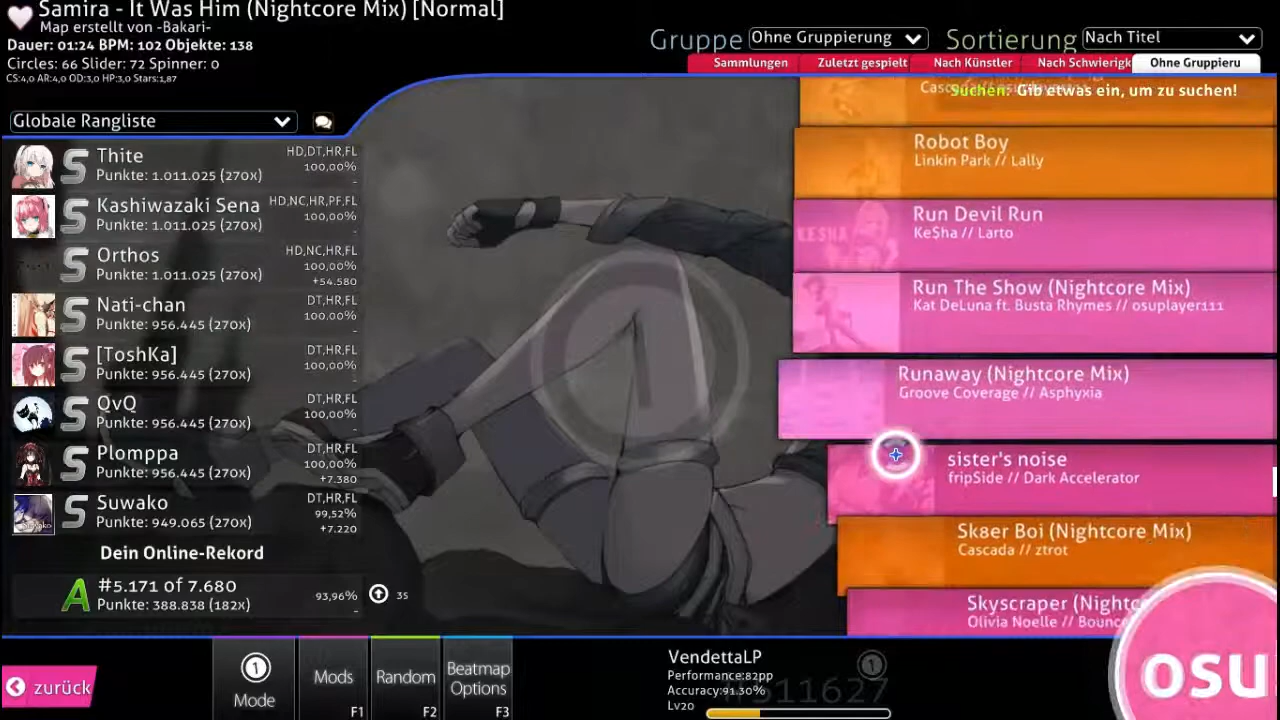 Samira - It Was Him (Nightcore Mix) [Normal]
Map erstellt von -Bakari-
Dauer: 01:24 BPM: 102 Objekte: 138
Circles: 66 Slider: 72 Spinner: 0
CS:4,0 AR:4,0 OD:3,0 HP:3,0 Stars:1,87
Gruppe Ohne Gruppierung Sortierung Nach Titel
Sammlungen Zuletzt gespielt Nach Künstler Nach Schwierigk Ohne Gruppieru
Suchen: Gib etwas ein, um zu suchen!
Globale Rangliste
Thite HD,DT,HR,FL
Punkte: 1.011.025 (270x) 100,00%
-
Kashiwazaki Sena HD,NC,HR,PF,FL
Punkte: 1.011.025 (270x) 100,00%
-
Orthos HD,NC,HR,FL
Punkte: 1.011.025 (270x) 100,00%
+54.580
Nati-chan DT,HR,FL
Punkte: 956.445 (270x) 100,00%
-
[ToshKa] DT,HR,FL
Punkte: 956.445 (270x) 100,00%
-
QvQ DT,HR,FL
Punkte: 956.445 (270x) 100,00%
-
Plomppa DT,HR,FL
Punkte: 956.445 (270x) 100,00%
+7.380
Suwako DT,HR,FL
Punkte: 949.065 (270x) 99,52%
+7.220
Dein Online-Rekord
A #5.171 of 7.680
Punkte: 388.838 (182x) 93,96% 35
-
Robot Boy
Linkin Park // Lally
Run Devil Run
Ke$ha // Larto
KESHA
Run The Show (Nightcore Mix)
Kat DeLuna ft. Busta Rhymes // osuplayer111
Runaway (Nightcore Mix)
Groove Coverage // Asphyxia
sister's noise
fripSide // Dark Accelerator
Sk8er Boi (Nightcore Mix)
Cascada // ztrot
Skyscraper (Nightc
Olivia Noelle // Bounc
zurück
1
Mode
Mods
F1
Random
F2
Beatmap
Options
F3
VendettaLP
Performance:82pp
Accuracy:91.30%
Lv20
#311627
osu